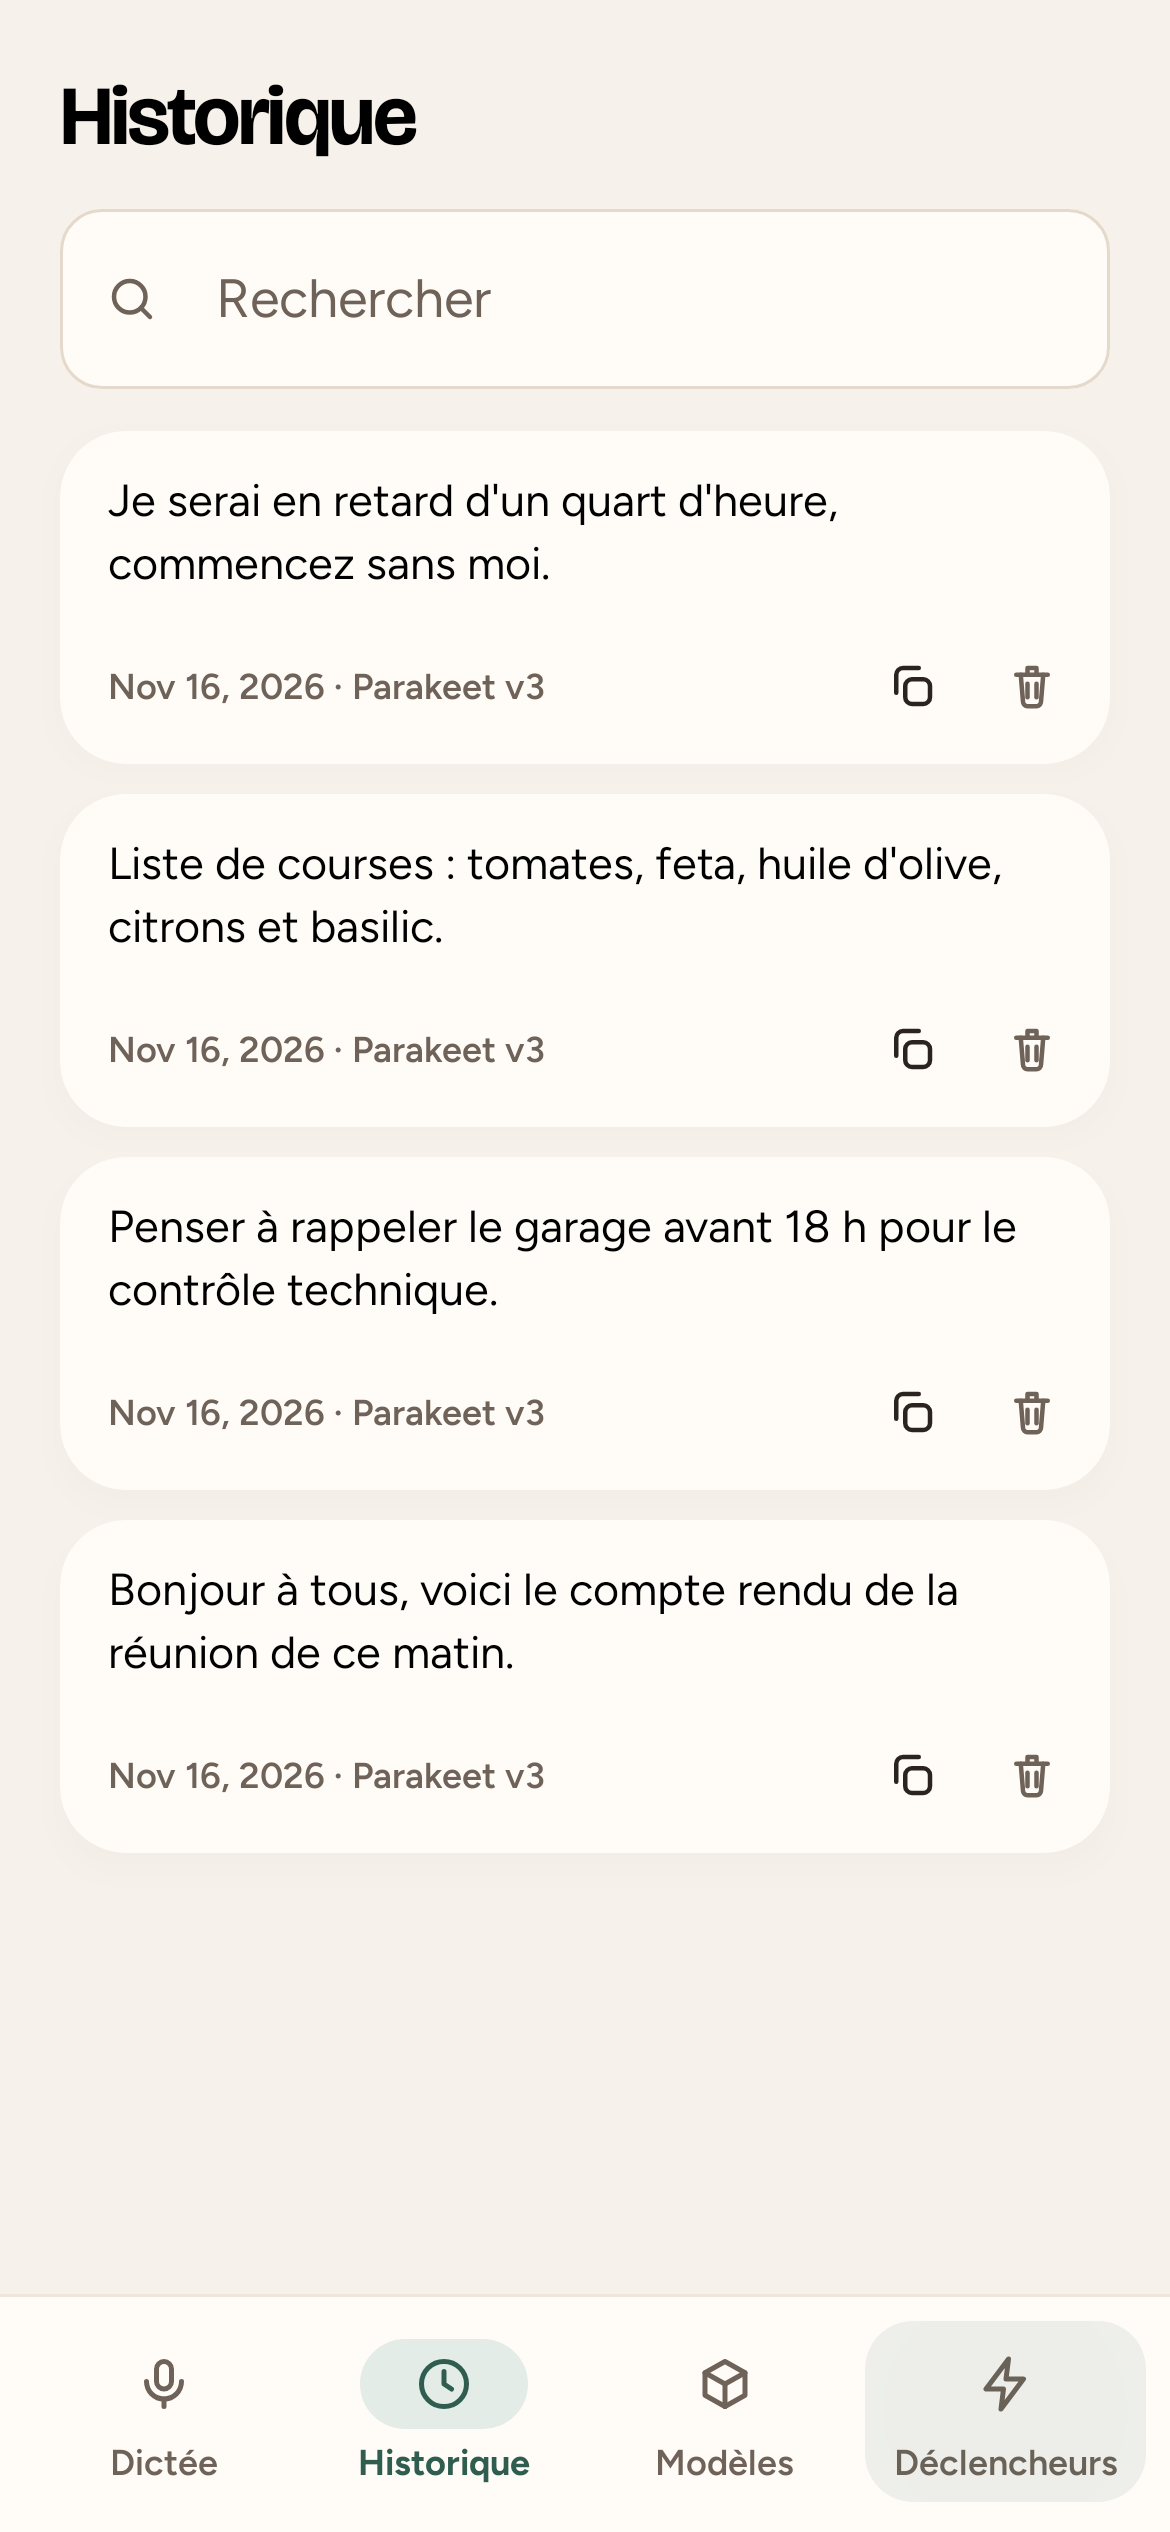 Historique
Rechercher
Je serai en retard d'un quart d'heure,
commencez sans moi.
Nov 16, 2026 · Parakeet v3
Liste de courses : tomates, feta, huile d'olive,
citrons et basilic.
Nov 16, 2026 · Parakeet v3
Penser à rappeler le garage avant 18 h pour le
contrôle technique.
Nov 16, 2026 · Parakeet v3
Bonjour à tous, voici le compte rendu de la
réunion de ce matin.
Nov 16, 2026 · Parakeet v3
Dictée
Historique
Modèles
Déclencheurs